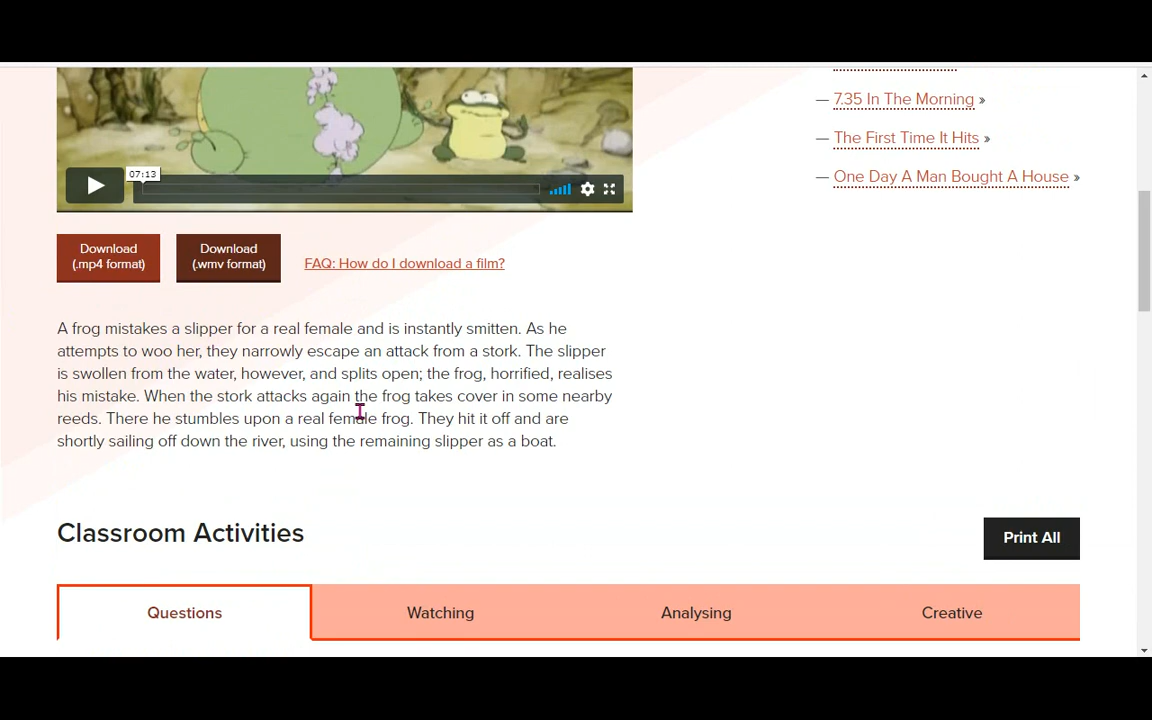 — 7.35 In The Morning »
— The First Time It Hits »
07:13
— One Day A Man Bought A House »
Download
(.mp4 format)
Download
(.wmv format)
FAQ: How do I download a film?
A frog mistakes a slipper for a real female and is instantly smitten. As he
attempts to woo her, they narrowly escape an attack from a stork. The slipper
is swollen from the water, however, and splits open; the frog, horrified, realises
his mistake. When the stork attacks again the frog takes cover in some nearby
reeds. There he stumbles upon a real female frog. They hit it off and are
shortly sailing off down the river, using the remaining slipper as a boat.
Classroom Activities
Print All
Questions
Watching
Analysing
Creative